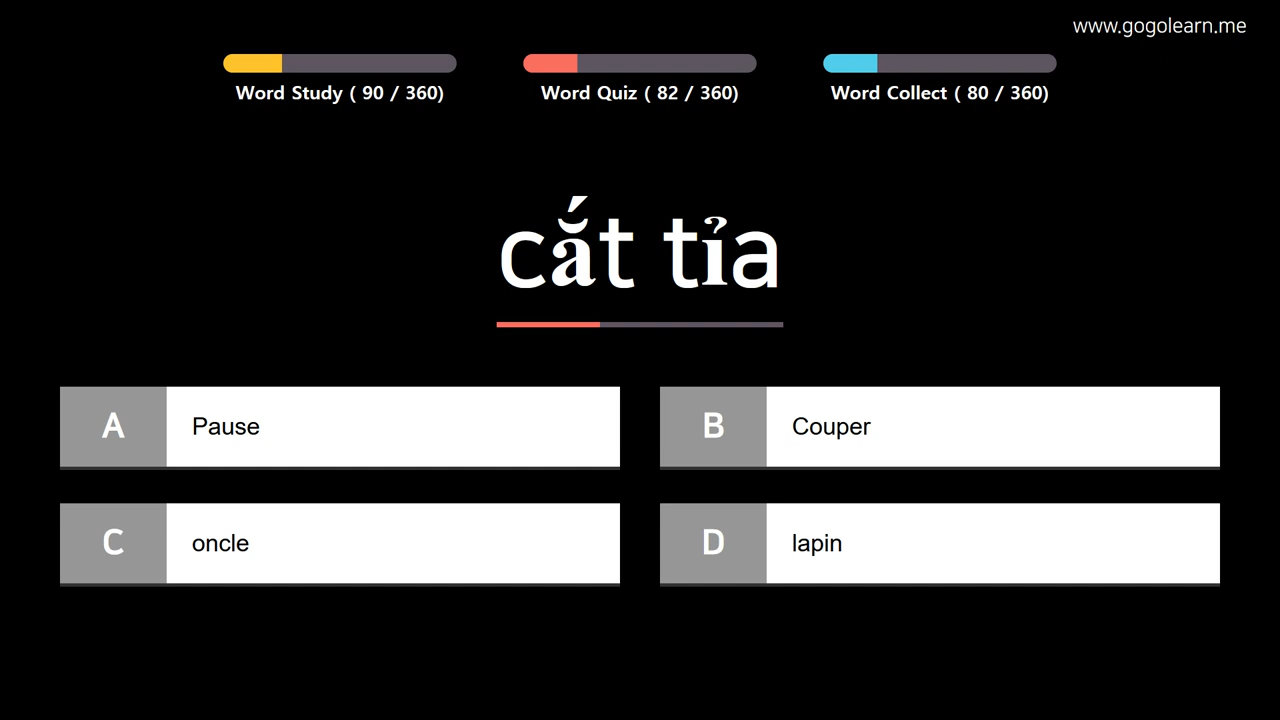 www.gogolearn.me
Word Study ( 90 / 360)
Word Quiz ( 82 / 360)
Word Collect ( 80 / 360)
cắt tỉa
A Pause
B Couper
C oncle
D lapin